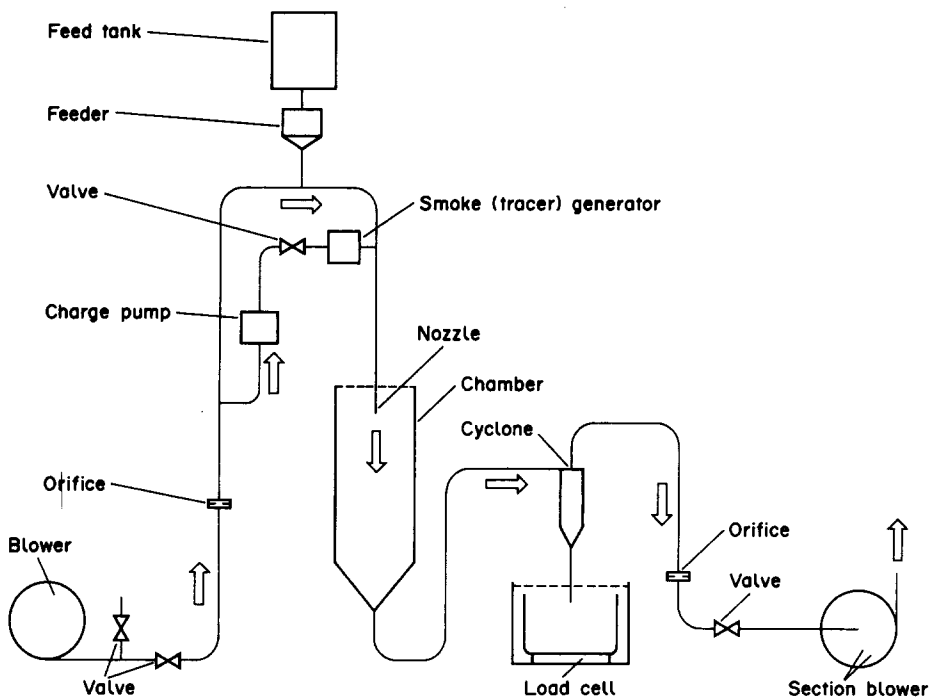 Feed tank
Feeder
Valve
Smoke (tracer) generator
Charge pump
Nozzle
Chamber
Cyclone
Orifice
Blower
Orifice
Valve
Valve
Load cell
Section blower